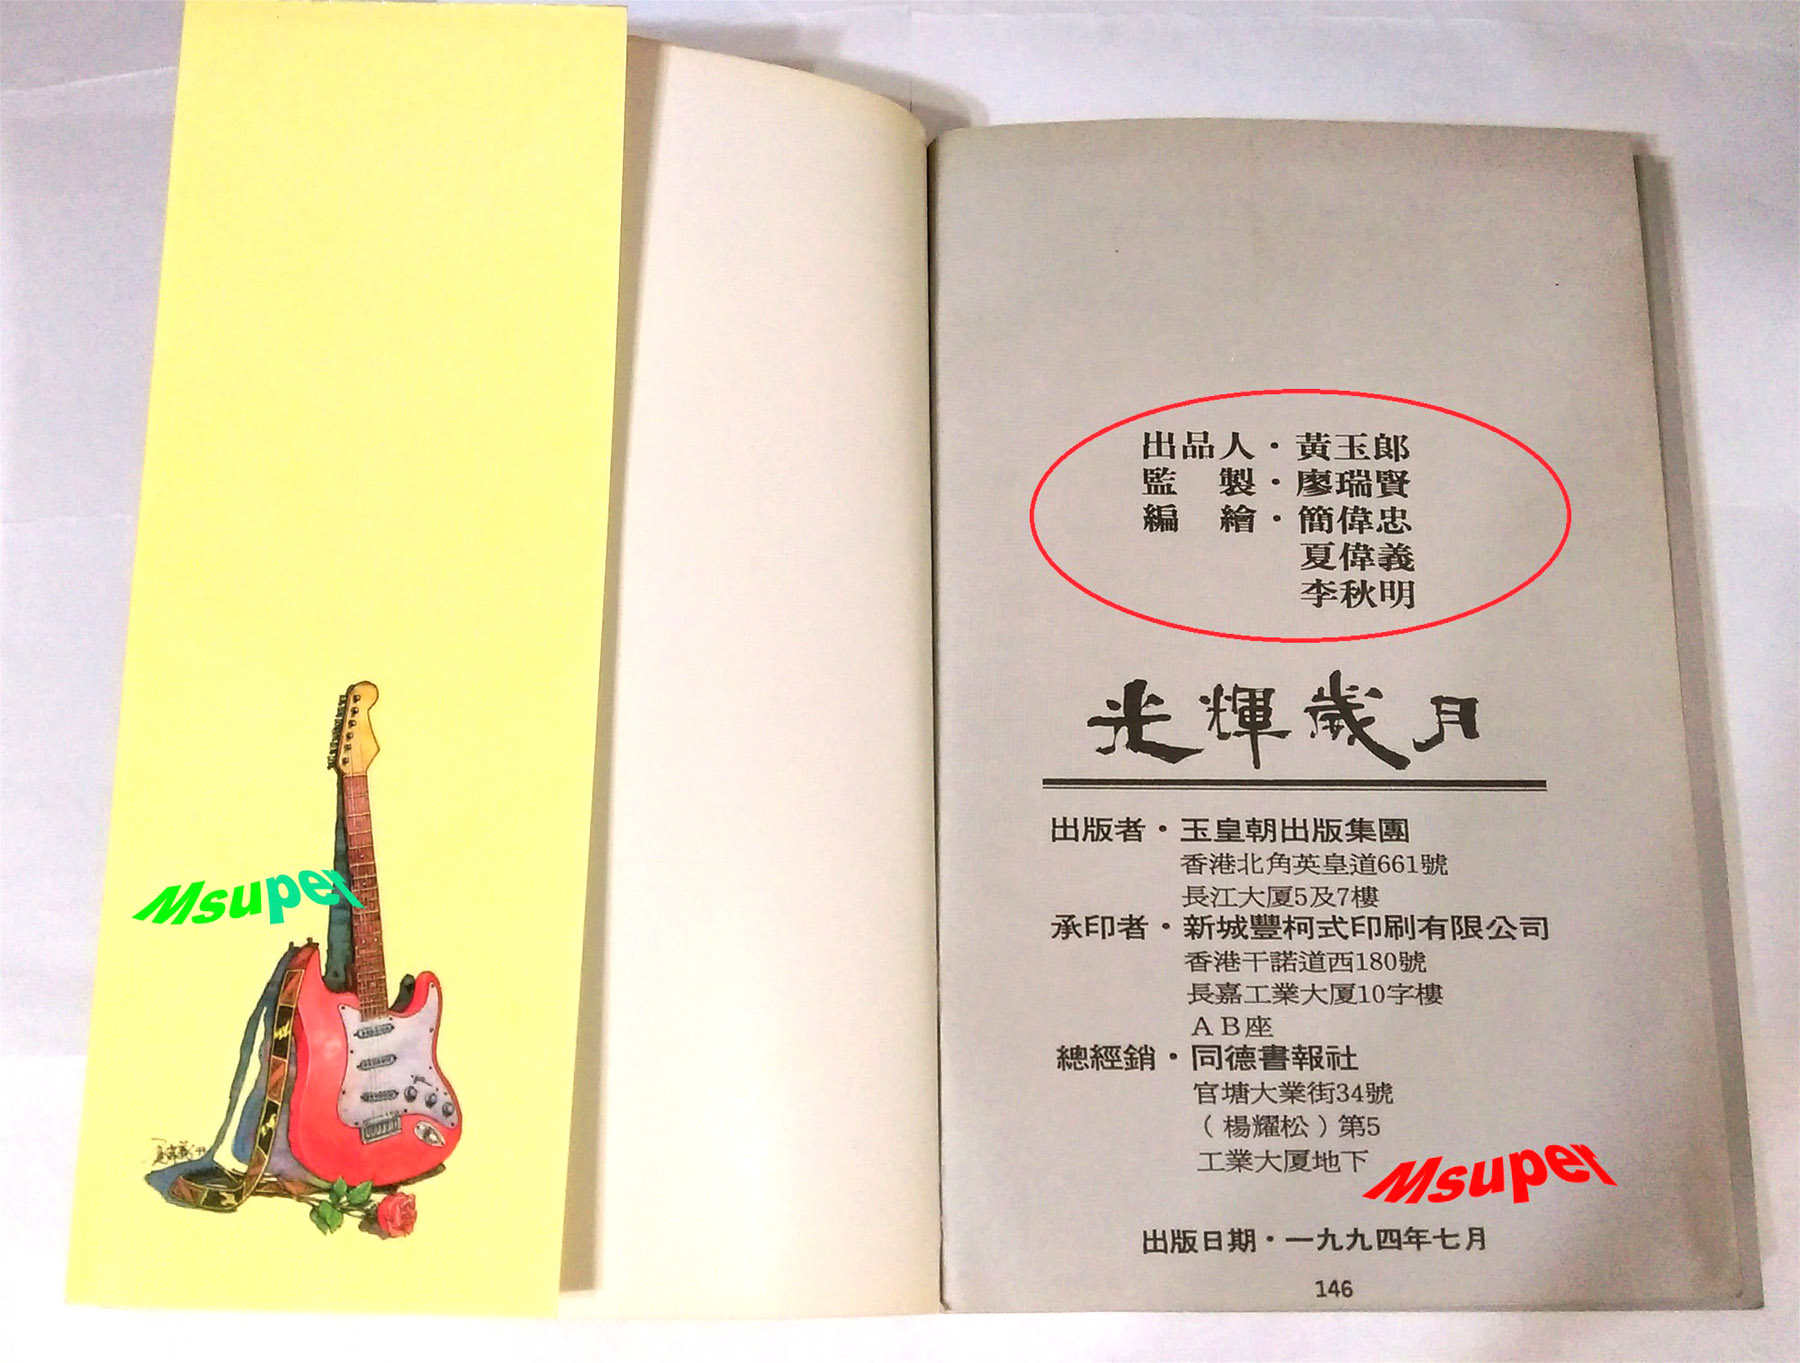 Msuper
出品人・黃玉郎
監　製・廖瑞賢
編　繪・簡偉忠
夏偉義
李秋明
光輝歲月
出版者・玉皇朝出版集團
香港北角英皇道661號
長江大厦5及7樓
承印者・新城豐柯式印刷有限公司
香港干諾道西180號
長嘉工業大厦10字樓
ＡＢ座
總經銷・同德書報社
官塘大業街34號
（楊耀松）第5
工業大厦地下
Msuper
出版日期・一九九四年七月
146